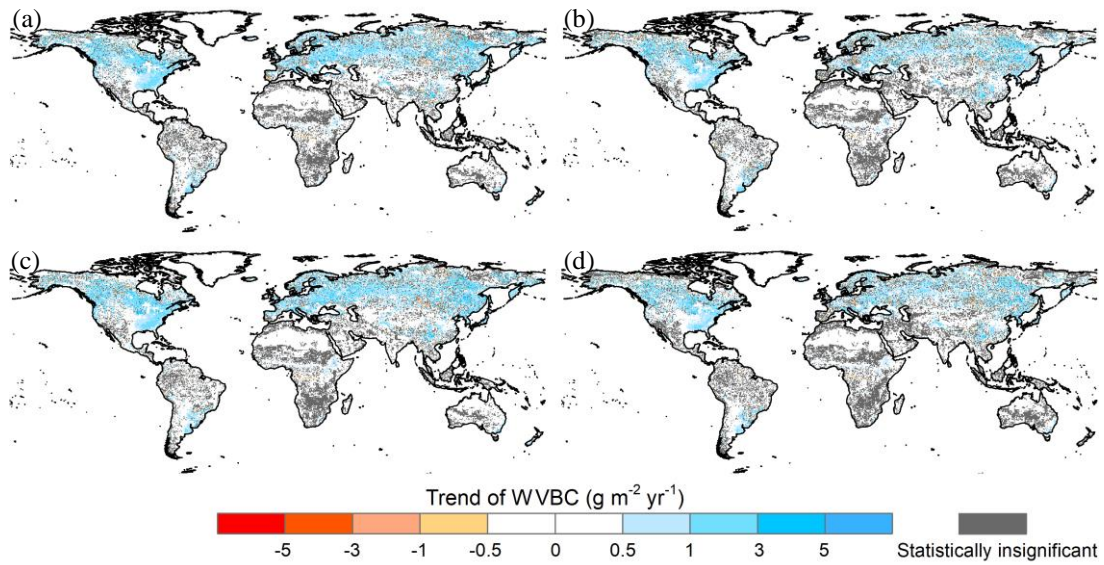 (a) (b)
(c) (d)
Trend of WVBC (g m⁻² yr⁻¹)
-5 -3 -1 -0.5 0 0.5 1 3 5 Statistically insignificant